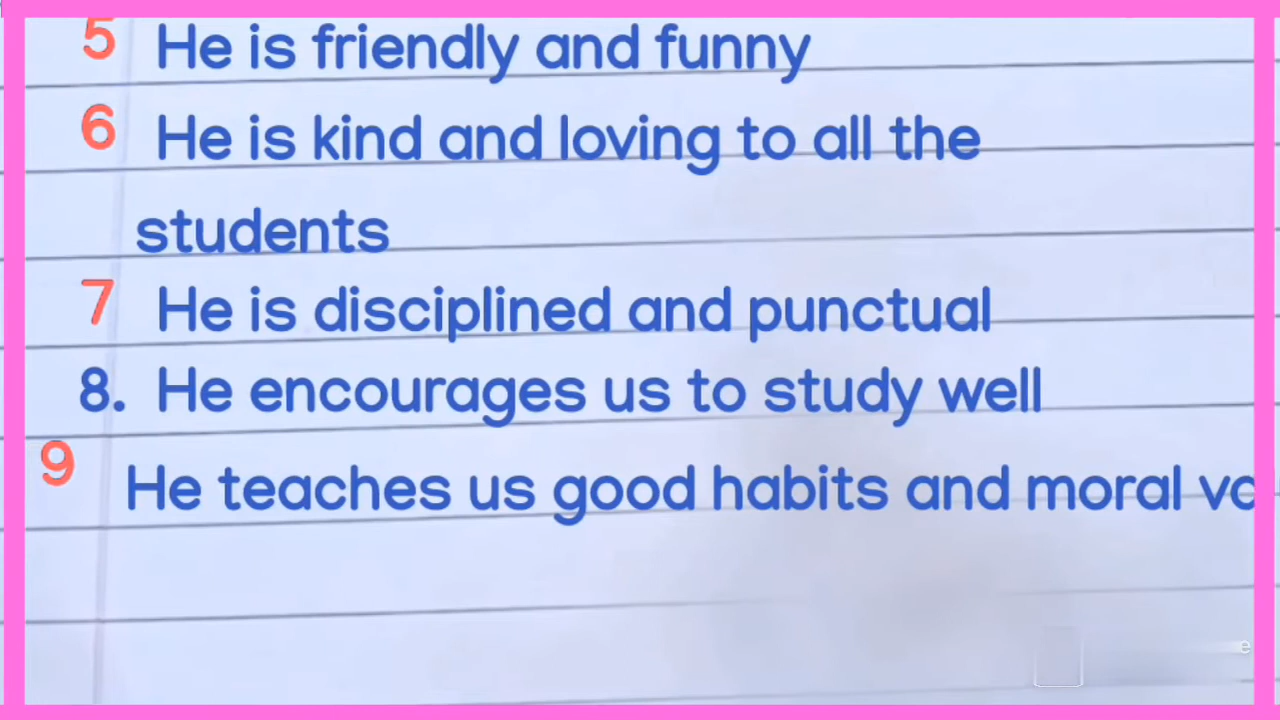 5 He is friendly and funny
6 He is kind and loving to all the
students
7 He is disciplined and punctual
8. He encourages us to study well
9 He teaches us good habits and moral